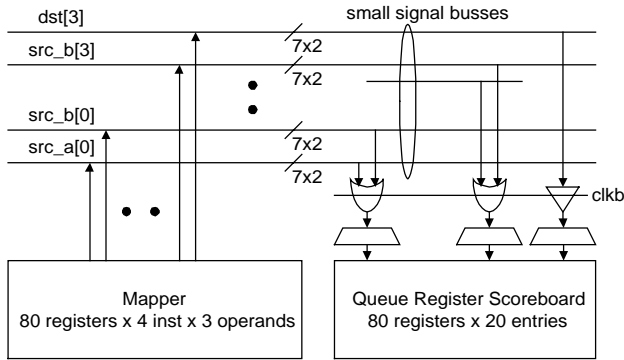 dst[3]
small signal busses
7x2
src_b[3]
7x2
src_b[0]
7x2
src_a[0]
7x2
clkb
Mapper
80 registers x 4 inst x 3 operands
Queue Register Scoreboard
80 registers x 20 entries